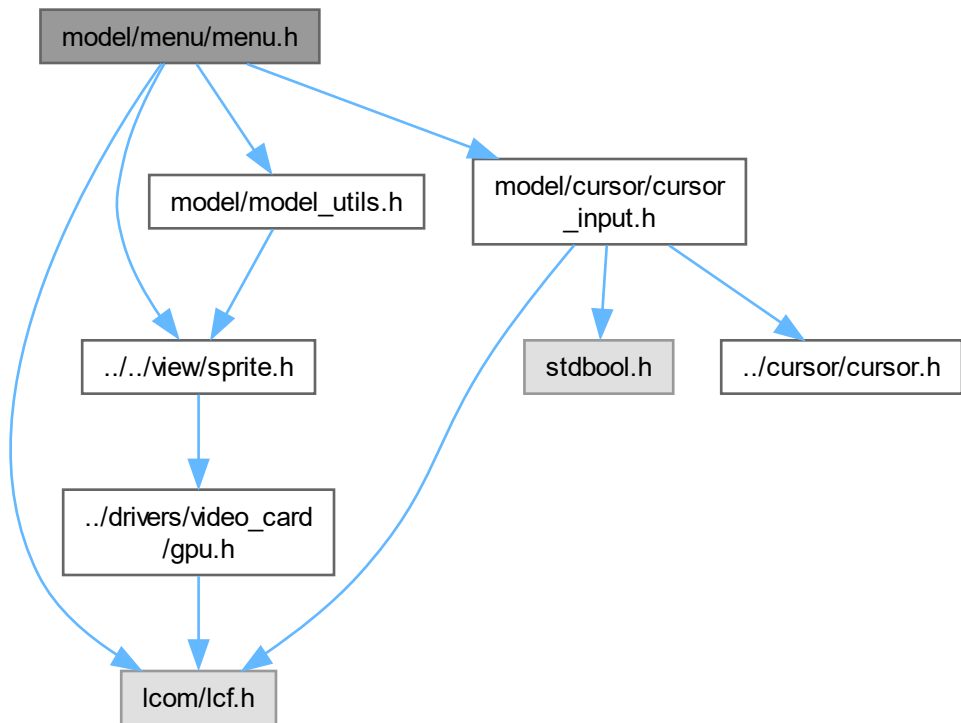 model/menu/menu.h
model/model_utils.h
model/cursor/cursor
_input.h
../../view/sprite.h
stdbool.h
../cursor/cursor.h
../drivers/video_card
/gpu.h
lcom/lcf.h